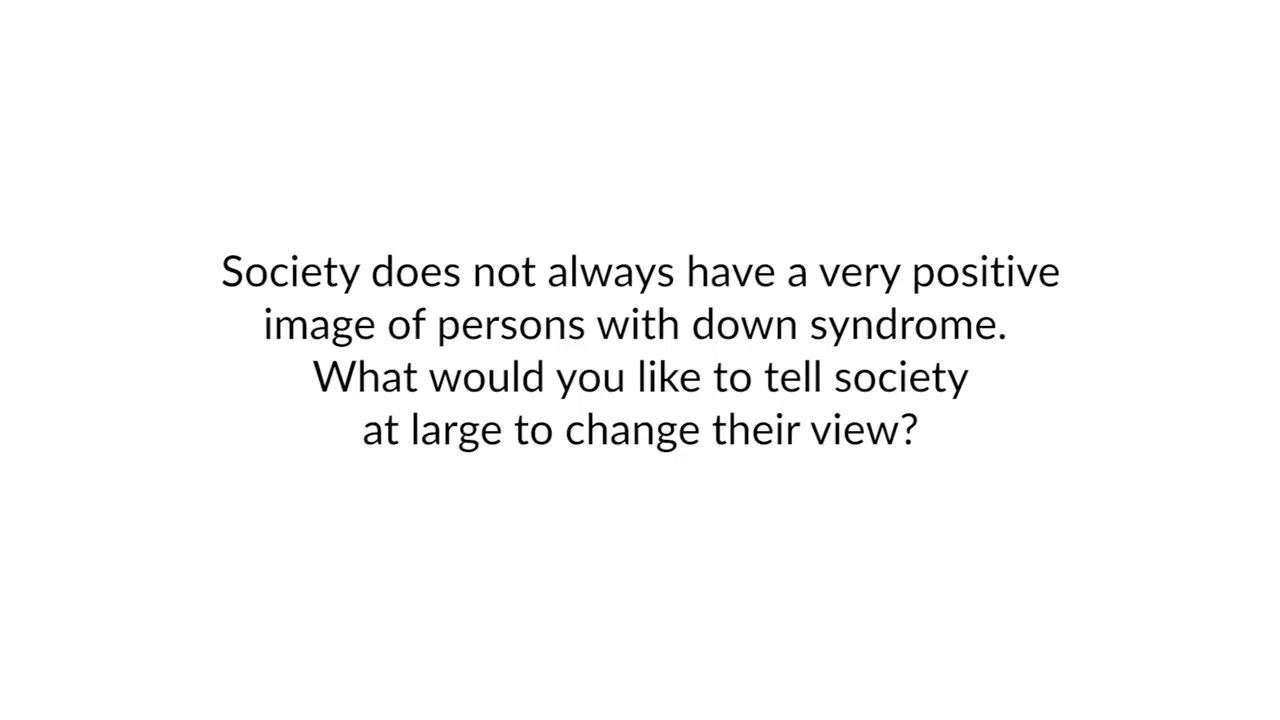 Society does not always have a very positive
image of persons with down syndrome.
What would you like to tell society
at large to change their view?